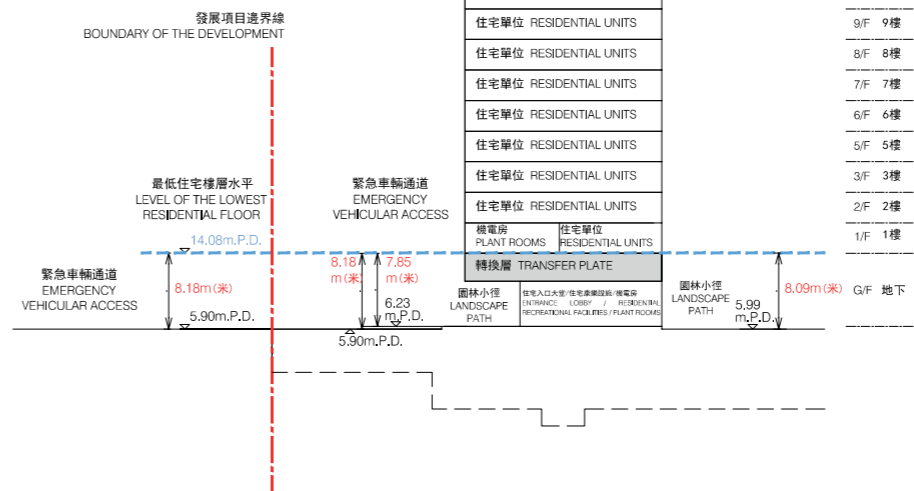 發展項目邊界線
BOUNDARY OF THE DEVELOPMENT
住宅單位 RESIDENTIAL UNITS
9/F 9樓
住宅單位 RESIDENTIAL UNITS
8/F 8樓
住宅單位 RESIDENTIAL UNITS
7/F 7樓
住宅單位 RESIDENTIAL UNITS
6/F 6樓
住宅單位 RESIDENTIAL UNITS
5/F 5樓
住宅單位 RESIDENTIAL UNITS
3/F 3樓
住宅單位 RESIDENTIAL UNITS
2/F 2樓
最低住宅樓層水平
LEVEL OF THE LOWEST
RESIDENTIAL FLOOR
14.08m.P.D.
緊急車輛通道
EMERGENCY
VEHICULAR ACCESS
機電房
PLANT ROOMS
住宅單位
RESIDENTIAL UNITS
1/F 1樓
轉換層 TRANSFER PLATE
緊急車輛通道
EMERGENCY
VEHICULAR ACCESS
8.18m(米)
5.90m.P.D.
8.18
m(米)
7.85
m(米)
6.23
m.P.D.
5.90m.P.D.
園林小徑
LANDSCAPE
PATH
住宅入口大堂/住宅康樂設施/機電房
ENTRANCE LOBBY / RESIDENTIAL
RECREATIONAL FACILITIES / PLANT ROOMS
園林小徑
LANDSCAPE
PATH
5.99
m.P.D.
8.09m(米)
G/F 地下